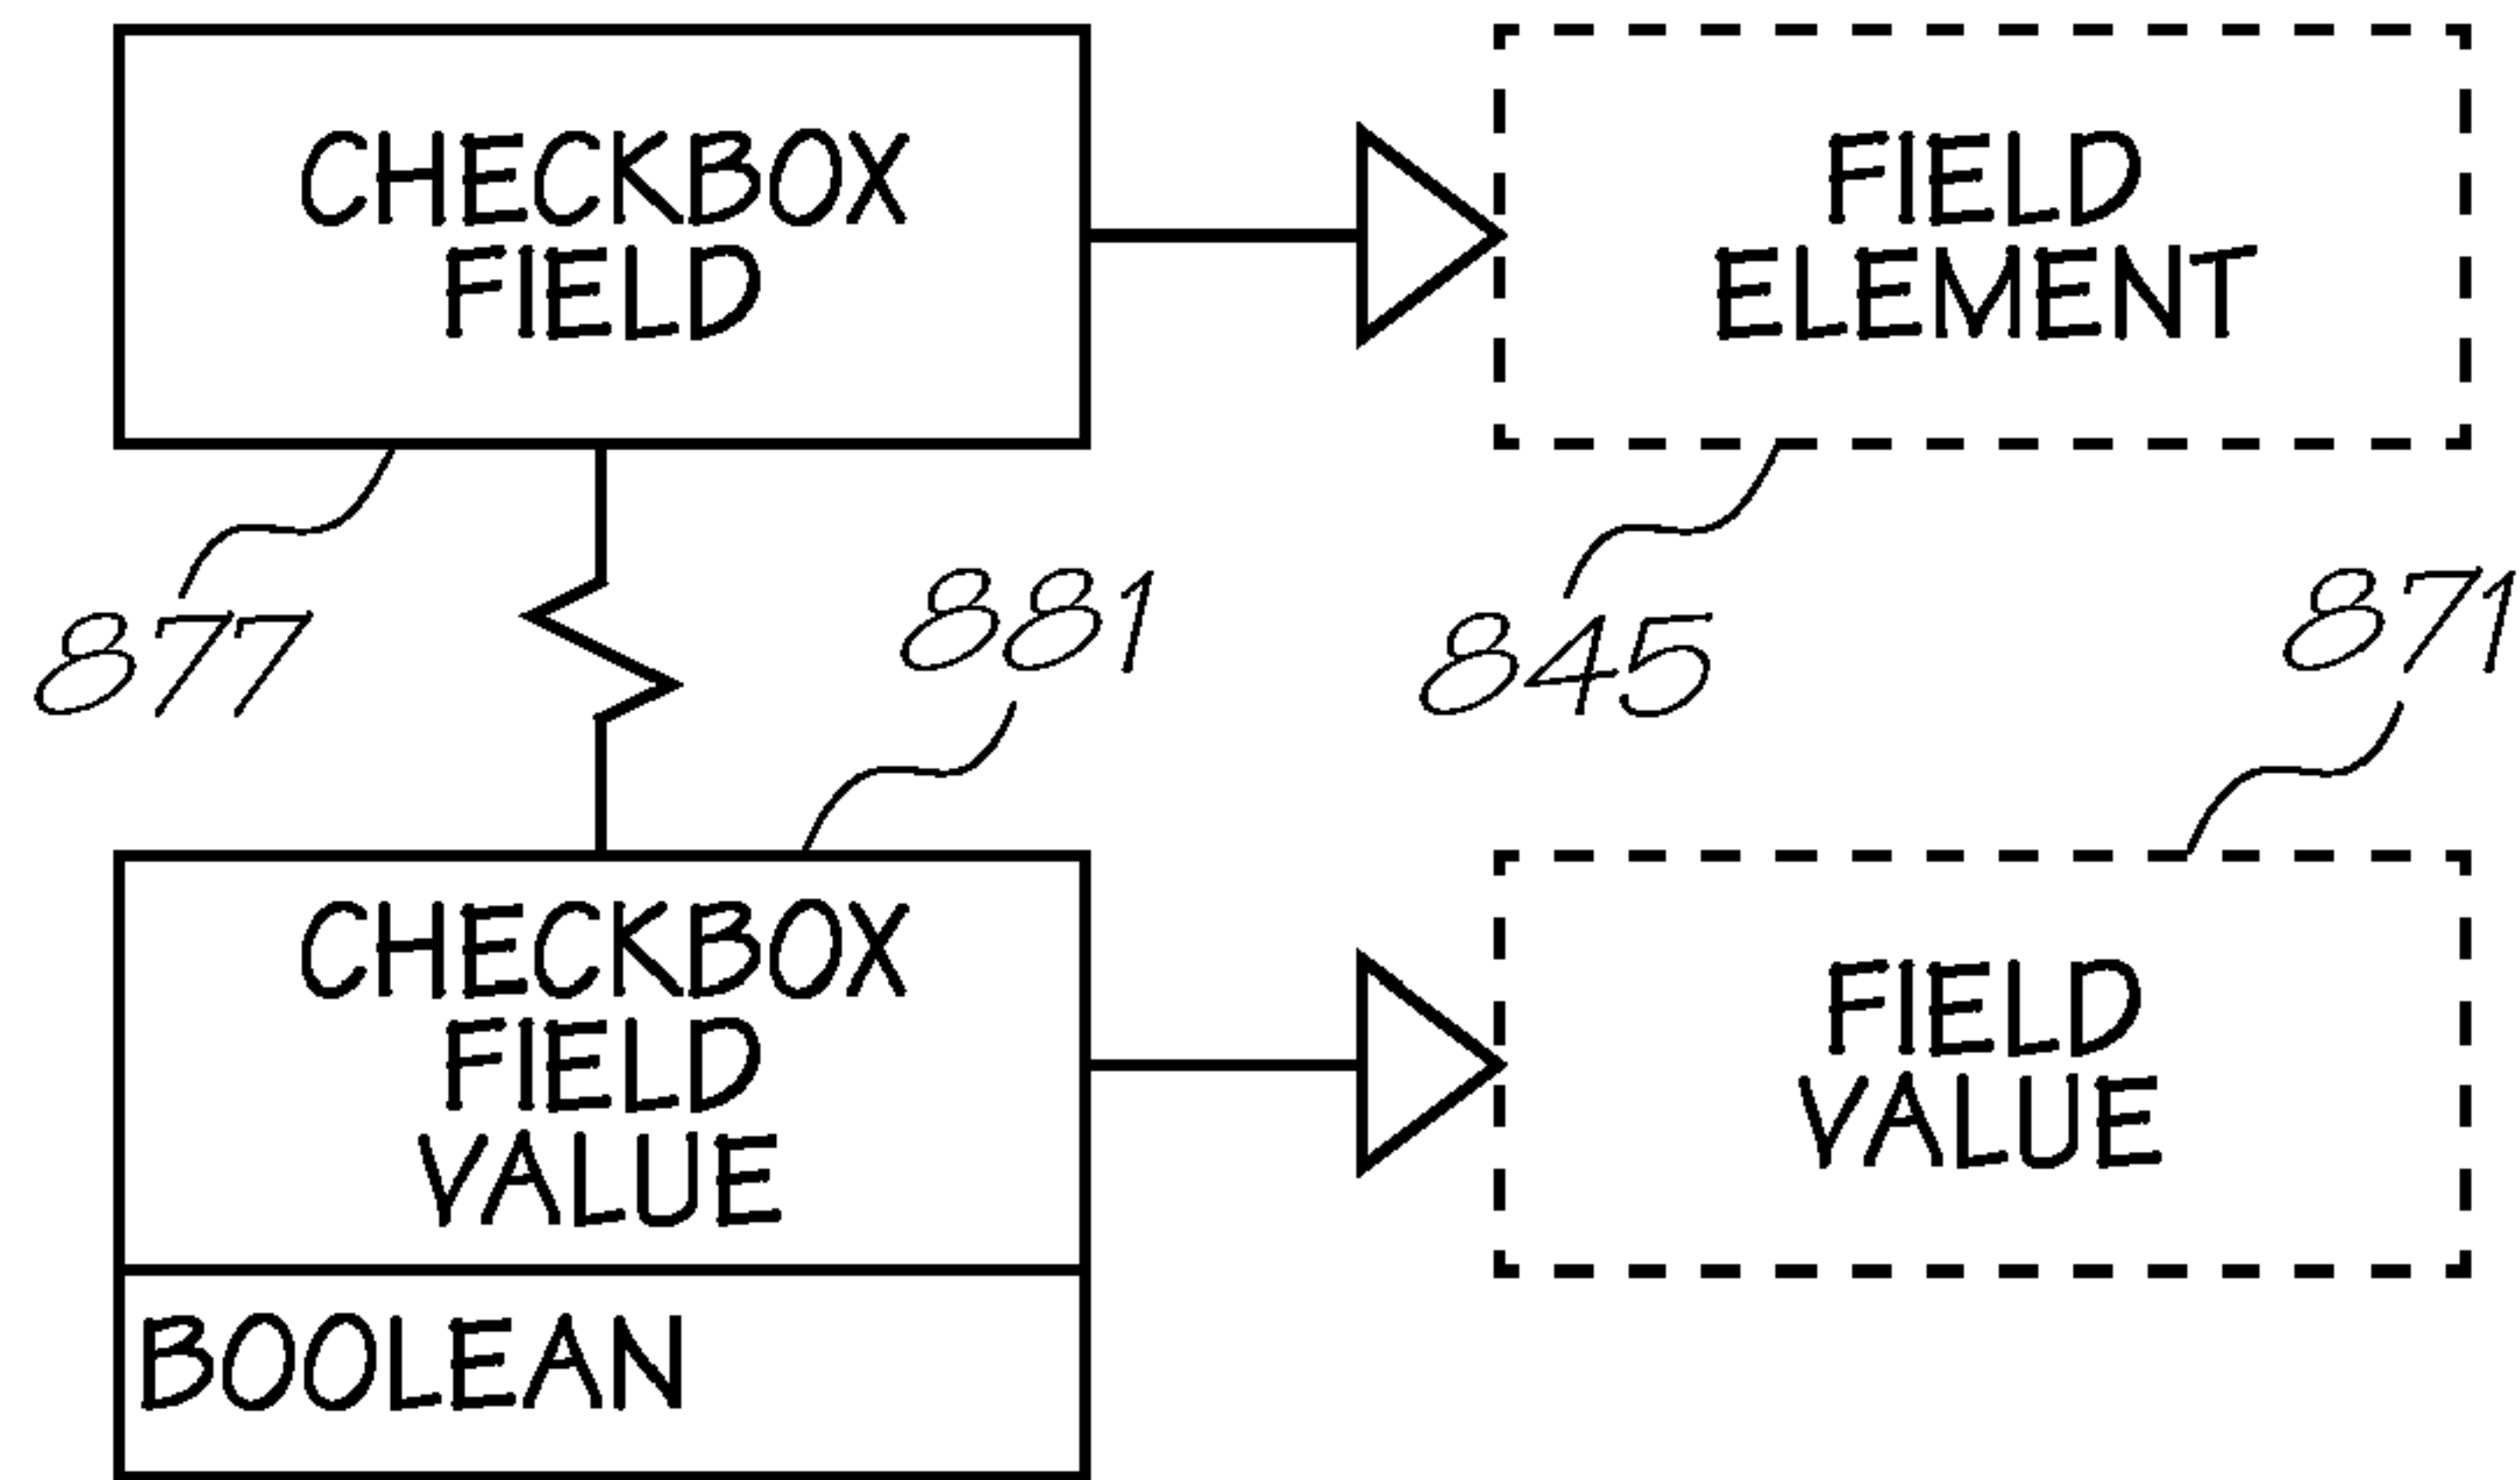 CHECKBOX
FIELD
FIELD
ELEMENT
877
881
845
871
CHECKBOX
FIELD
VALUE
FIELD
VALUE
BOOLEAN